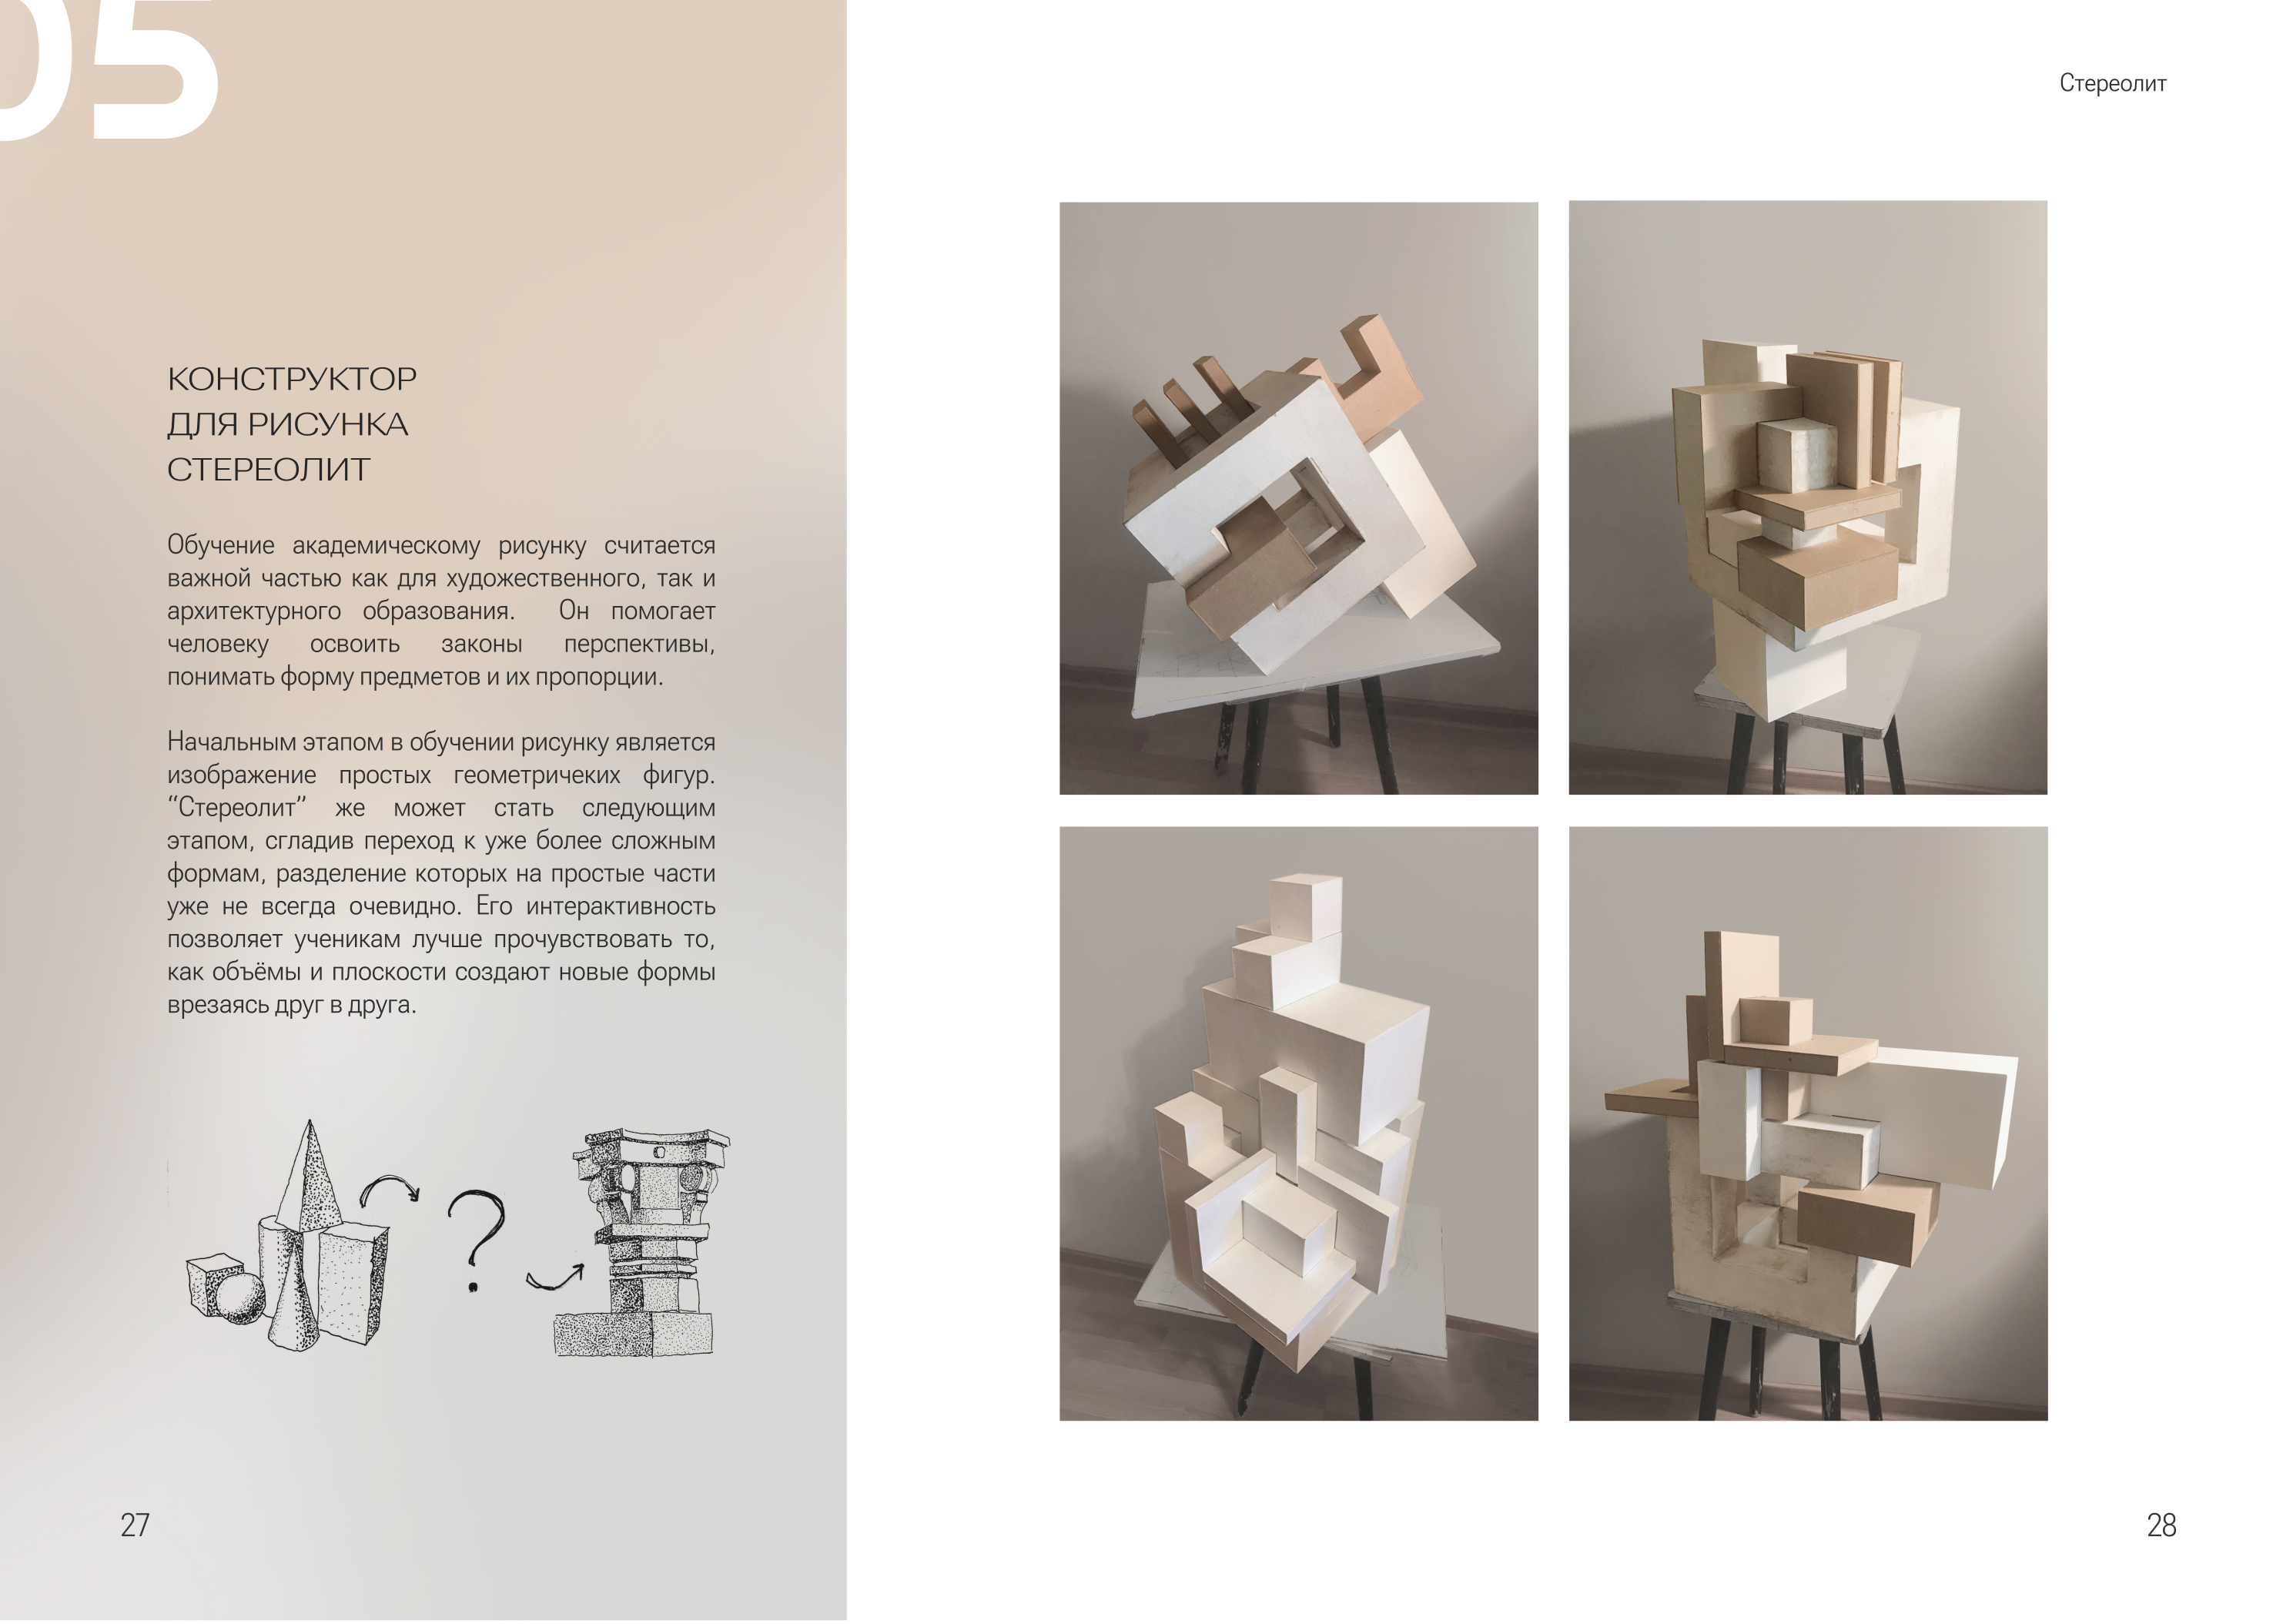 05
Стереолит
КОНСТРУКТОР
ДЛЯ РИСУНКА
СТЕРЕОЛИТ
Обучение академическому рисунку считается
важной частью как для художественного, так и
архитектурного образования. Он помогает
человеку освоить законы перспективы,
понимать форму предметов и их пропорции.
Начальным этапом в обучении рисунку является
изображение простых геометричеких фигур.
“Стереолит” же может стать следующим
этапом, сгладив переход к уже более сложным
формам, разделение которых на простые части
уже не всегда очевидно. Его интерактивность
позволяет ученикам лучше прочувствовать то,
как объёмы и плоскости создают новые формы
врезаясь друг в друга.
?
27
28